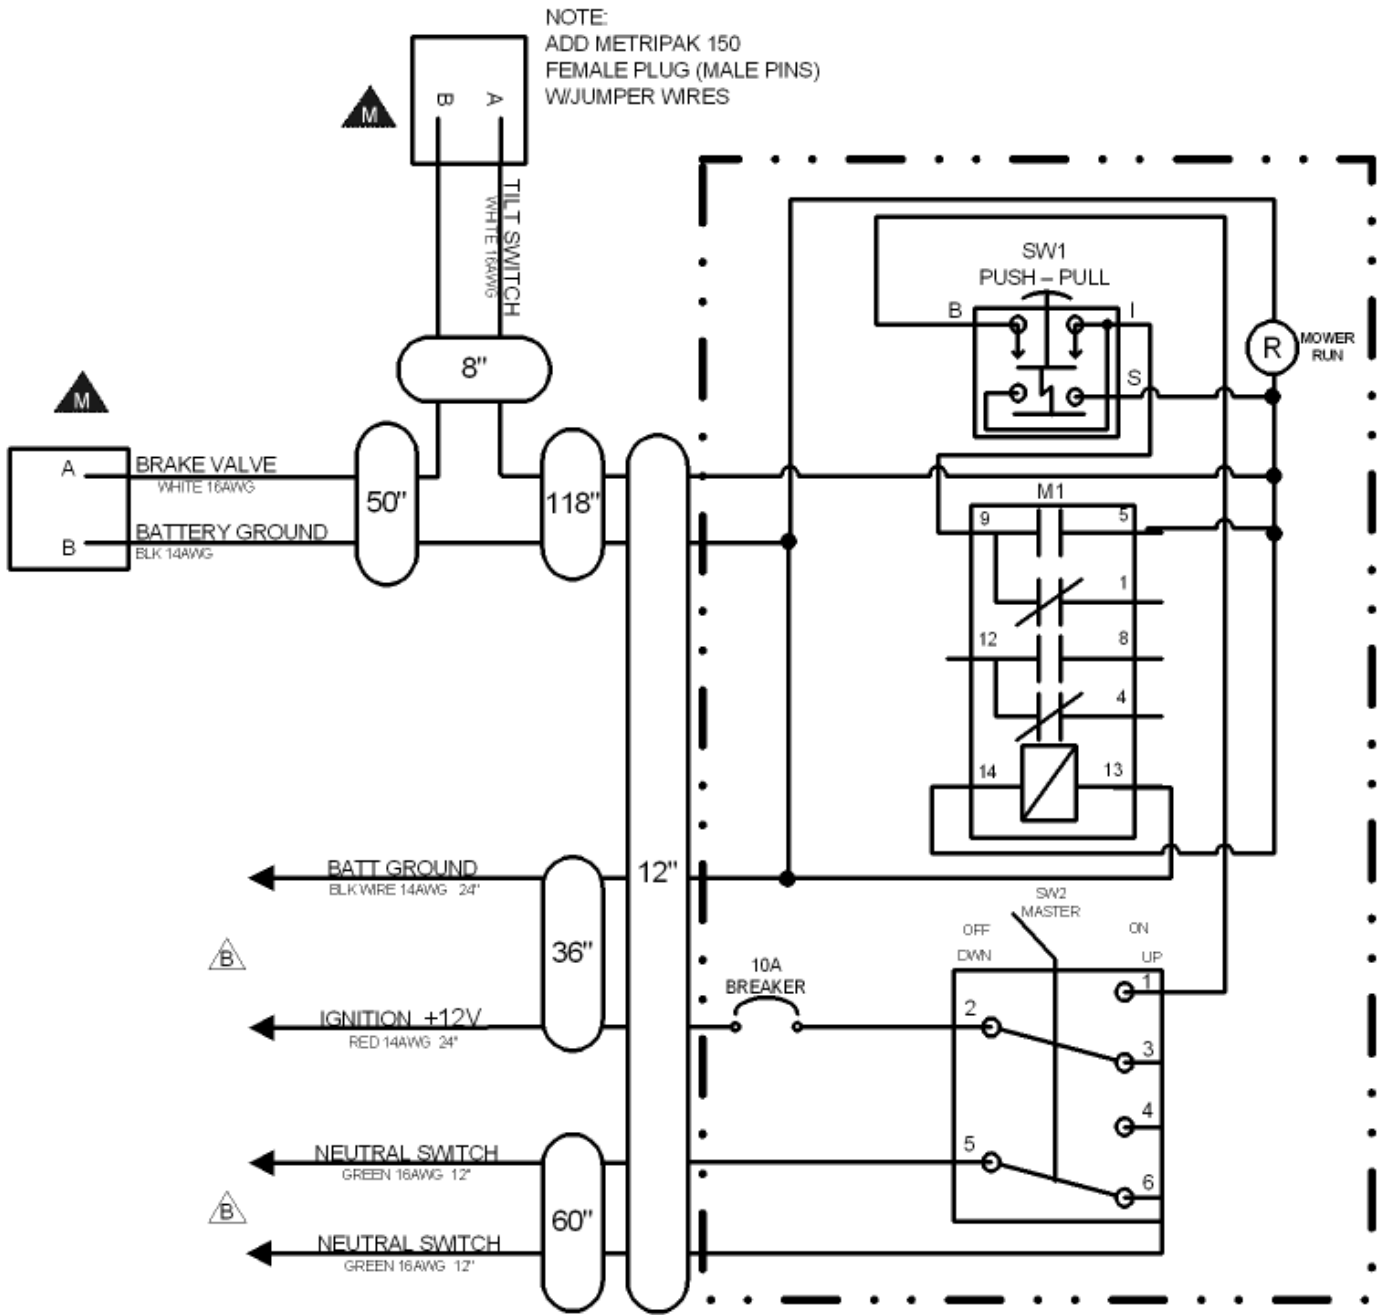 NOTE:
ADD METRIPAK 150
FEMALE PLUG (MALE PINS)
W/JUMPER WIRES
M
B
A
TILT SWITCH
WHITE 16AWG
8"
M
A
BRAKE VALVE
WHITE 16AWG
B
BATTERY GROUND
BLK 14AWG
50"
118"
12"
SW1
PUSH – PULL
B
I
S
R
MOWER
RUN
M1
9
5
1
12
8
4
14
13
BATT GROUND
BLK WIRE 14AWG 24"
B
36"
IGNITION +12V
RED 14AWG 24"
10A
BREAKER
SW2
MASTER
OFF
DWN
ON
UP
1
2
3
4
5
6
NEUTRAL SWITCH
GREEN 16AWG 12"
B
60"
NEUTRAL SWITCH
GREEN 16AWG 12"